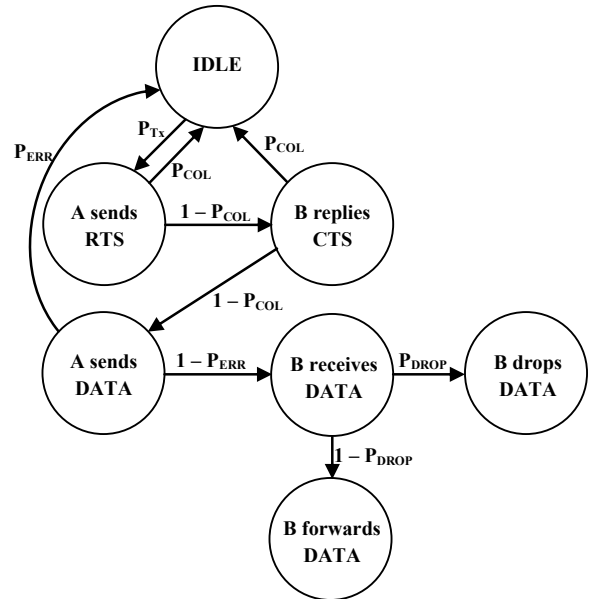 IDLE
P_Tx
P_COL
P_COL
P_ERR
A sends
RTS
1 – P_COL
B replies
CTS
1 – P_COL
A sends
DATA
1 – P_ERR
B receives
DATA
P_DROP
B drops
DATA
1 – P_DROP
B forwards
DATA